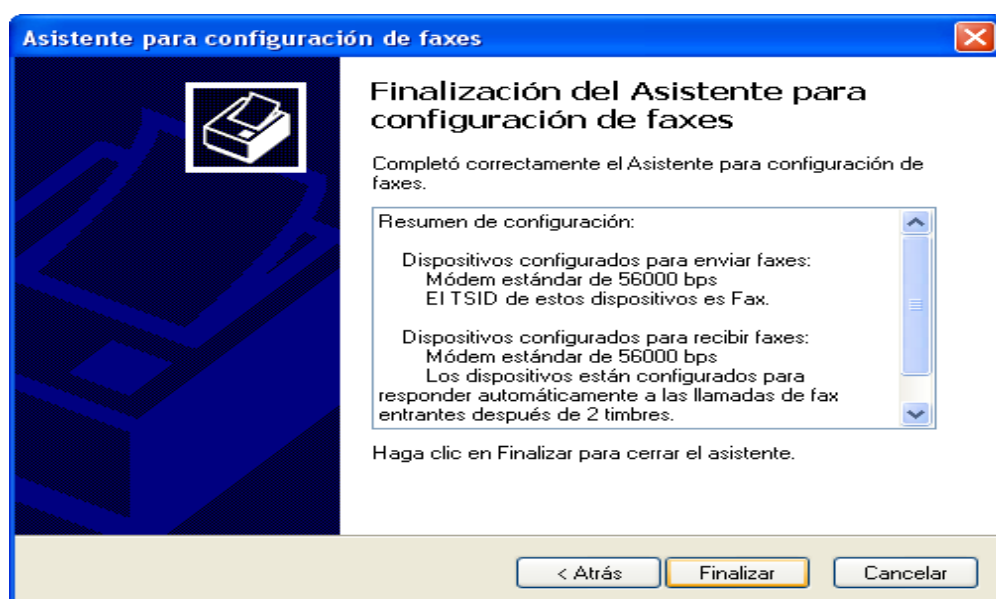 Asistente para configuración de faxes
Finalización del Asistente para
configuración de faxes
Completó correctamente el Asistente para configuración de
faxes.
Resumen de configuración:
Dispositivos configurados para enviar faxes:
Módem estándar de 56000 bps
El TSID de estos dispositivos es Fax.
Dispositivos configurados para recibir faxes:
Módem estándar de 56000 bps
Los dispositivos están configurados para
responder automáticamente a las llamadas de fax
entrantes después de 2 timbres.
Haga clic en Finalizar para cerrar el asistente.
< Atrás Finalizar Cancelar